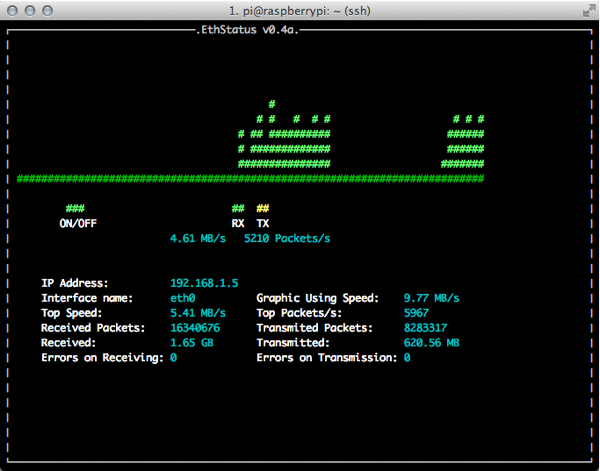 1. pi@raspberrypi: ~ (ssh)
.EthStatus v0.4a.
#
# # # # #
# # #
# ## ##########
######
# ##########
######
###############
#######
############################################################################
### ## ##
ON/OFF RX TX
4.61 MB/s 5210 Packets/s
IP Address: 192.168.1.5
Interface name: eth0 Graphic Using Speed: 9.77 MB/s
Top Speed: 5.41 MB/s Top Packets/s: 5967
Received Packets: 16340676 Transmited Packets: 8283317
Received: 1.65 GB Transmitted: 620.56 MB
Errors on Receiving: 0 Errors on Transmission: 0